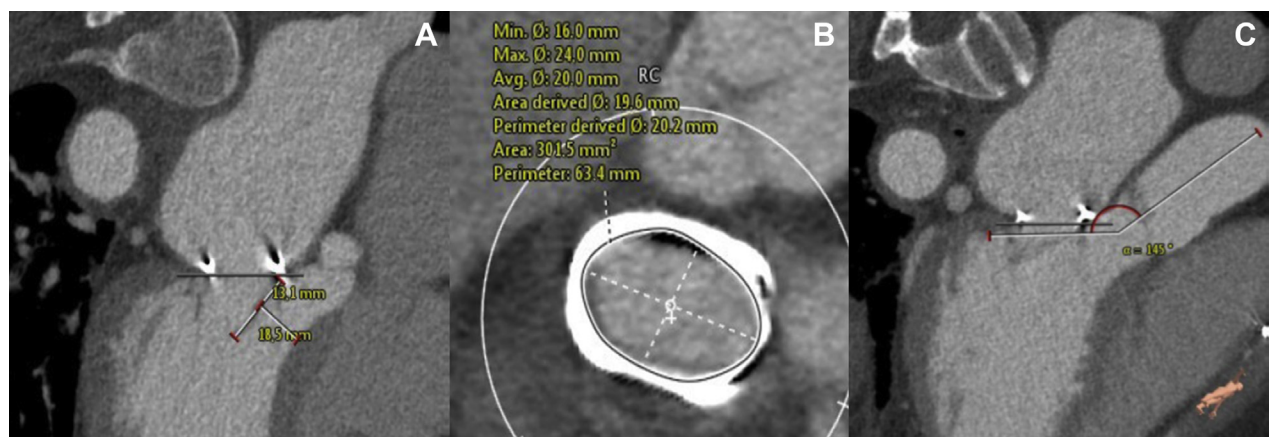 A
13,1 mm
18,5 mm
B
Min. Ø: 16.0 mm
Max. Ø: 24,0 mm
Avg. Ø: 20.0 mm
RC
Area derived Ø: 19.6 mm
Perimeter derived Ø: 20.2 mm
Area: 301,5 mm²
Perimeter: 63.4 mm
C
α = 145 °